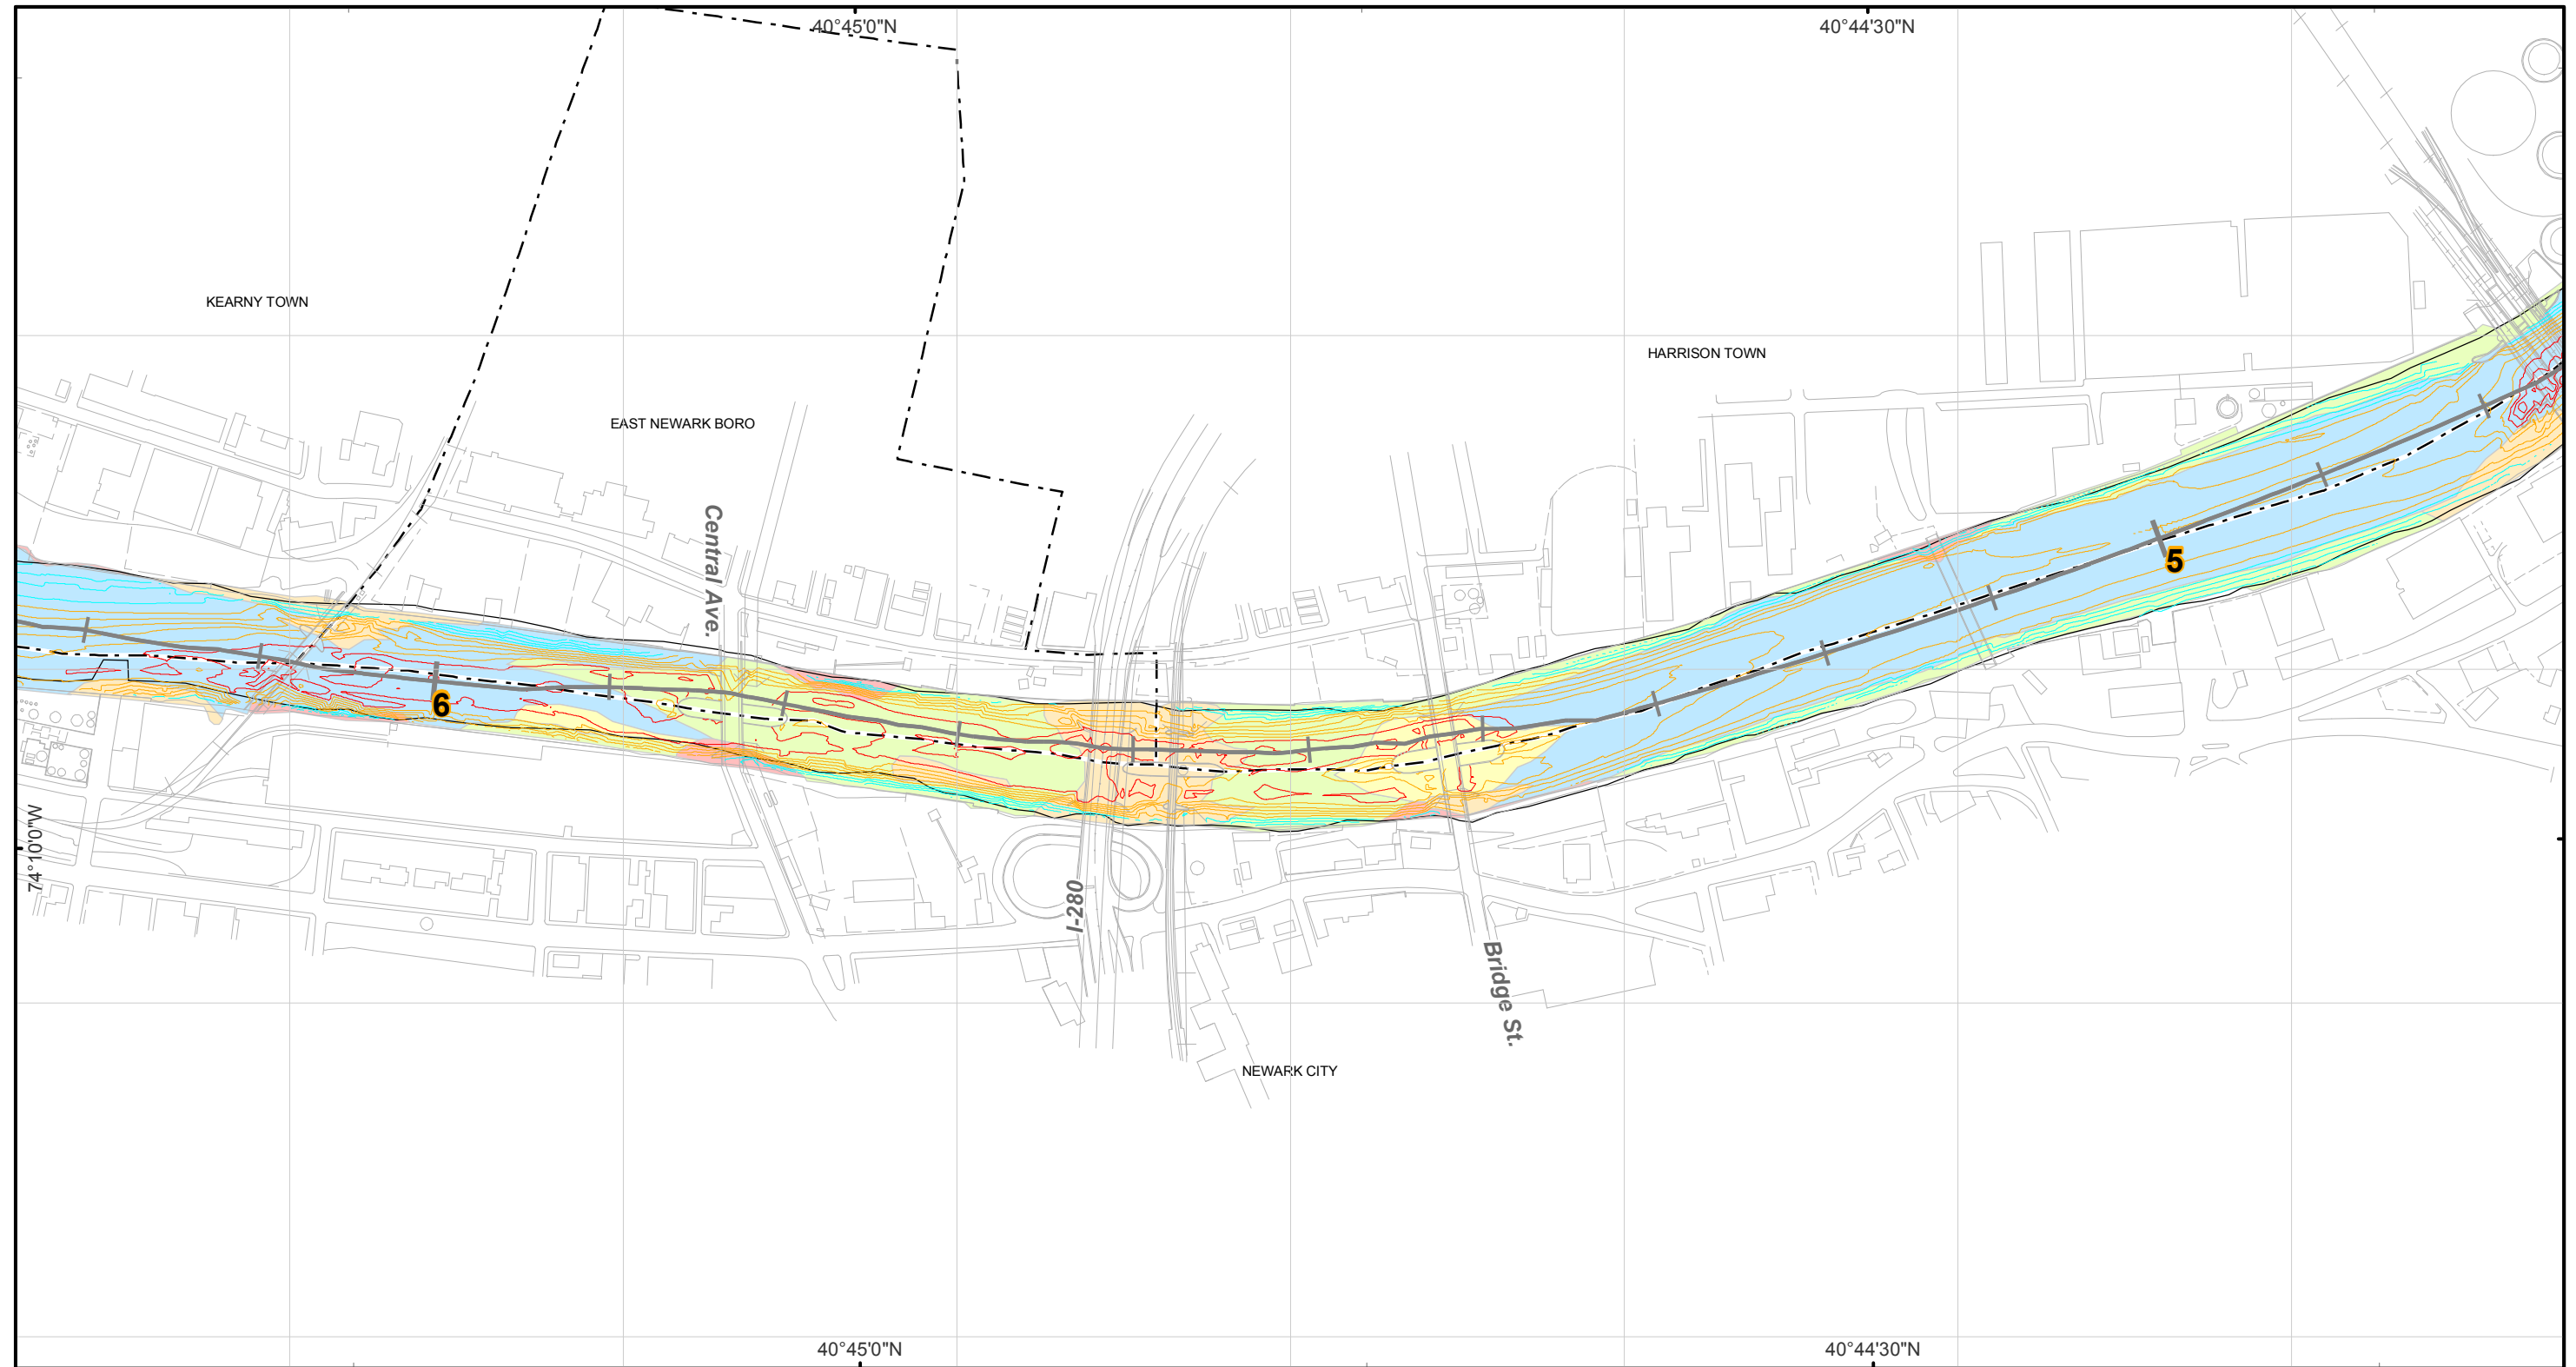 40°45'0"N
40°44'30"N
KEARNY TOWN
HARRISON TOWN
EAST NEWARK BORO
Central Ave.
5
6
74°10'0"W
I-280
Bridge St.
NEWARK CITY
40°45'0"N
40°44'30"N